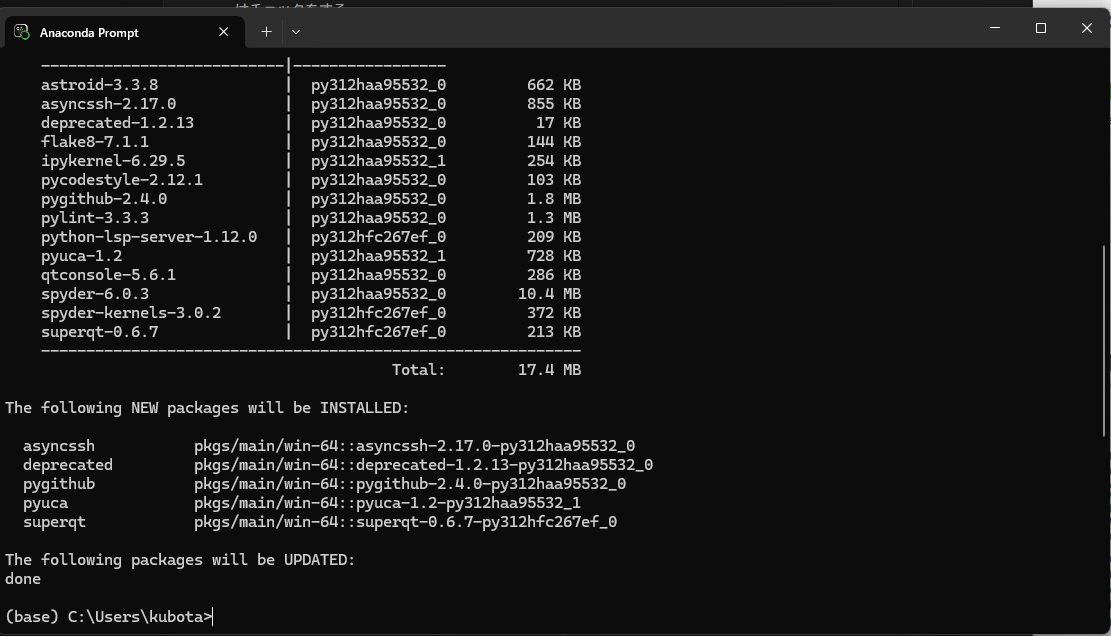 はチェックをする
Anaconda Prompt
---------------------------|-----------------
astroid-3.3.8 | py312haa95532_0 662 KB
asyncssh-2.17.0 | py312haa95532_0 855 KB
deprecated-1.2.13 | py312haa95532_0 17 KB
flake8-7.1.1 | py312haa95532_0 144 KB
ipykernel-6.29.5 | py312haa95532_1 254 KB
pycodestyle-2.12.1 | py312haa95532_0 103 KB
pygithub-2.4.0 | py312haa95532_0 1.8 MB
pylint-3.3.3 | py312haa95532_0 1.3 MB
python-lsp-server-1.12.0 | py312hfc267ef_0 209 KB
pyuca-1.2 | py312haa95532_1 728 KB
qtconsole-5.6.1 | py312haa95532_0 286 KB
spyder-6.0.3 | py312haa95532_0 10.4 MB
spyder-kernels-3.0.2 | py312hfc267ef_0 372 KB
superqt-0.6.7 | py312hfc267ef_0 213 KB
------------------------------------------------------------
Total: 17.4 MB
The following NEW packages will be INSTALLED:
asyncssh pkgs/main/win-64::asyncssh-2.17.0-py312haa95532_0
deprecated pkgs/main/win-64::deprecated-1.2.13-py312haa95532_0
pygithub pkgs/main/win-64::pygithub-2.4.0-py312haa95532_0
pyuca pkgs/main/win-64::pyuca-1.2-py312haa95532_1
superqt pkgs/main/win-64::superqt-0.6.7-py312hfc267ef_0
The following packages will be UPDATED:
done
(base) C:\Users\kubota>